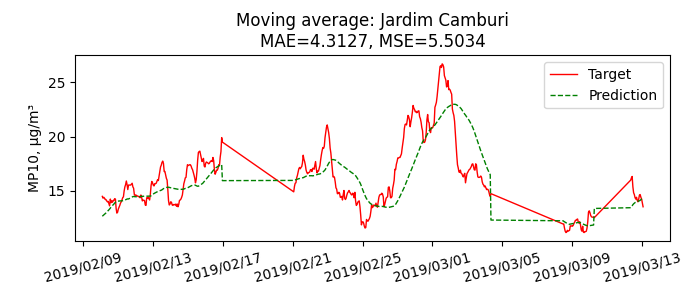 Moving average: Jardim Camburi
MAE=4.3127, MSE=5.5034
Target
Prediction
MP10, µg/m³
25
20
15
2019/02/09
2019/02/13
2019/02/17
2019/02/21
2019/02/25
2019/03/01
2019/03/05
2019/03/09
2019/03/13